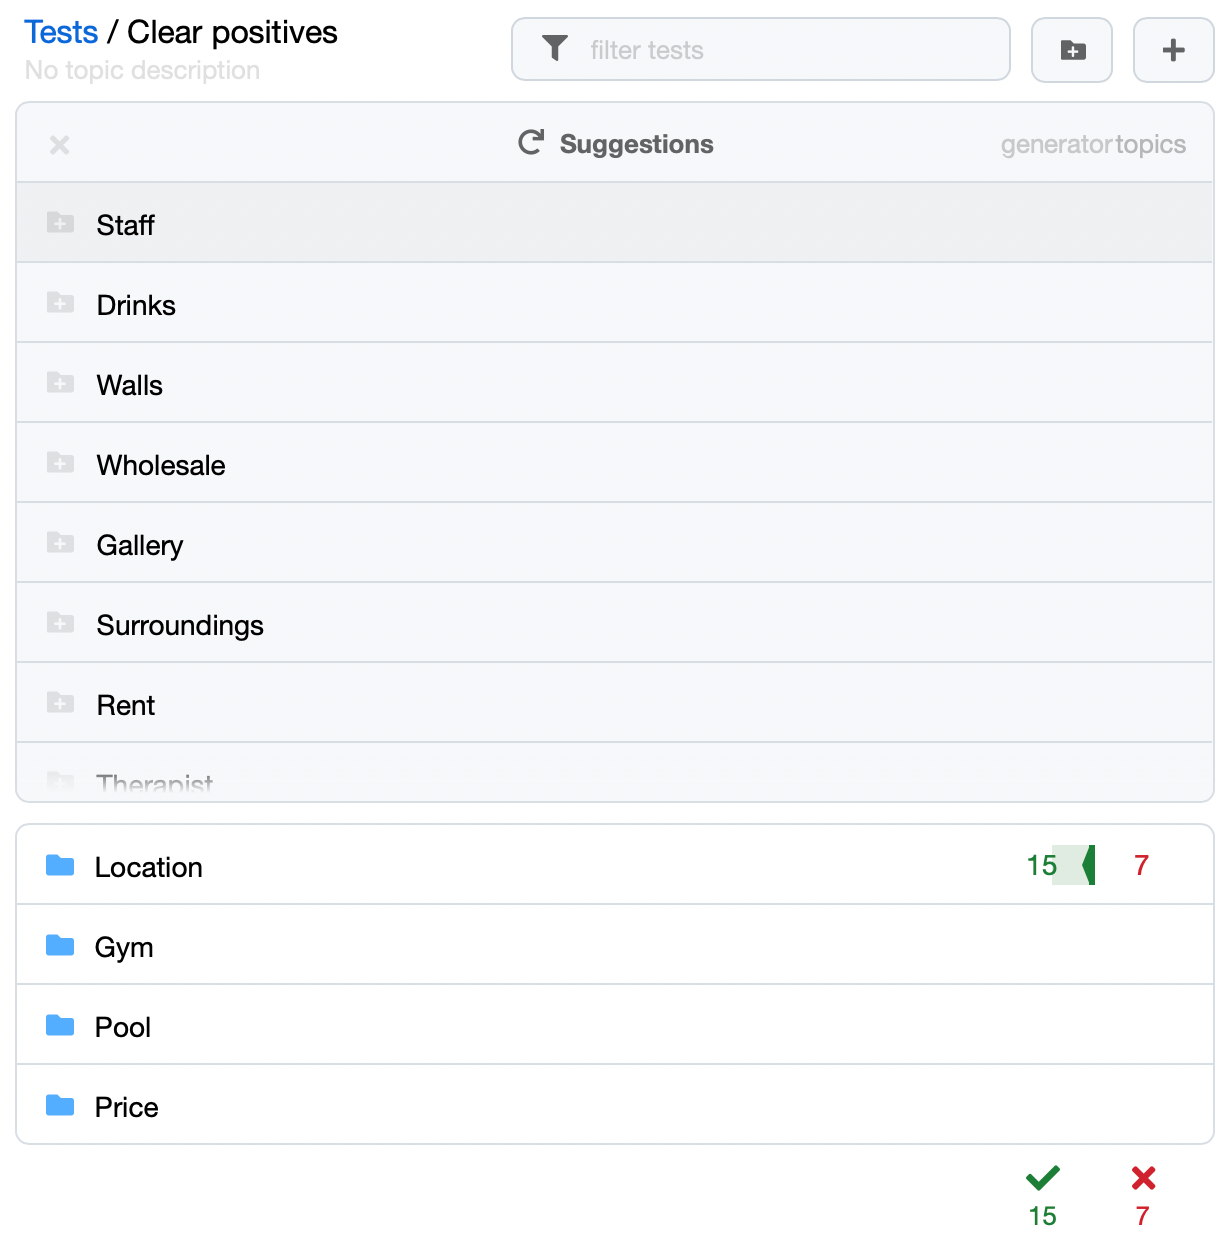 Tests / Clear positives
No topic description
filter tests
Suggestions
generator topics
Staff
Drinks
Walls
Wholesale
Gallery
Surroundings
Rent
Therapist
Location 15 7
Gym
Pool
Price
15 7